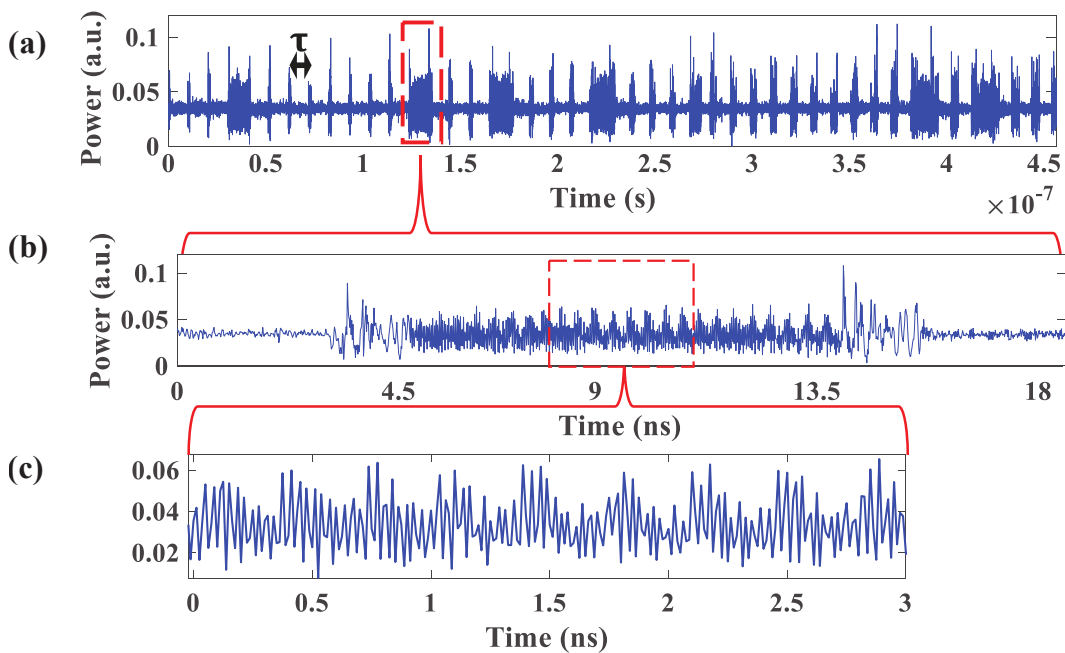 (a)
Power (a.u.)
0.1
0.05
0
τ
0 0.5 1 1.5 2 2.5 3 3.5 4 4.5
Time (s)
×10⁻⁷
(b)
Power (a.u.)
0.1
0.05
0
0 4.5 9 13.5 18
Time (ns)
(c)
0.06
0.04
0.02
0 0.5 1 1.5 2 2.5 3
Time (ns)